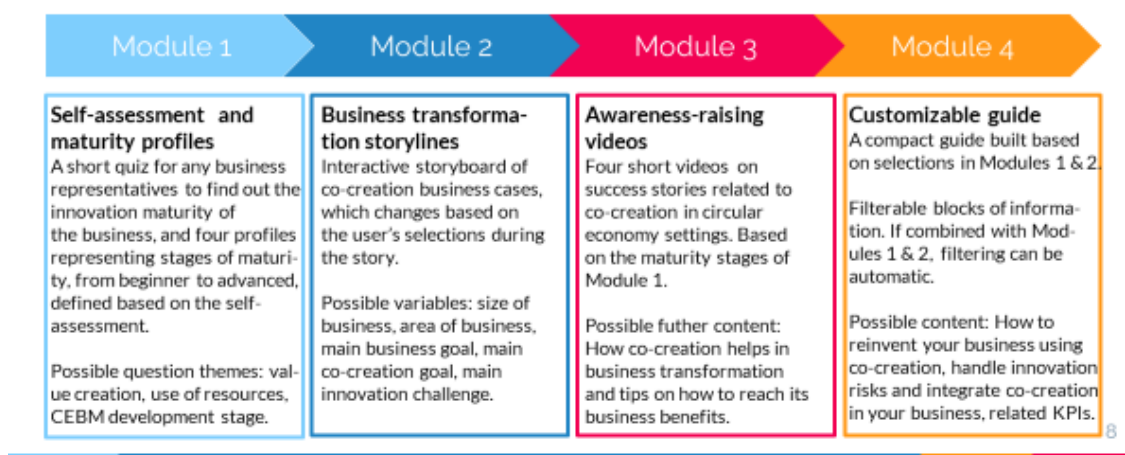 Module 1
Module 2
Module 3
Module 4
Self-assessment and
maturity profiles
A short quiz for any business
representatives to find out the
innovation maturity of
the business, and four profiles
representing stages of maturi-
ty, from beginner to advanced,
defined based on the self-
assessment.
Possible question themes: val-
ue creation, use of resources,
CEBM development stage.
Business transforma-
tion storylines
Interactive storyboard of
co-creation business cases,
which changes based on
the user's selections during
the story.
Possible variables: size of
business, area of business,
main business goal, main
co-creation goal, main
innovation challenge.
Awareness-raising
videos
Four short videos on
success stories related to
co-creation in circular
economy settings. Based
on the maturity stages of
Module 1.
Possible futher content:
How co-creation helps in
business transformation
and tips on how to reach its
business benefits.
Customizable guide
A compact guide built based
on selections in Modules 1 & 2.
Filterable blocks of informa-
tion. If combined with Mod-
ules 1 & 2, filtering can be
automatic.
Possible content: How to
reinvent your business using
co-creation, handle innovation
risks and integrate co-creation
in your business, related KPIs.
8